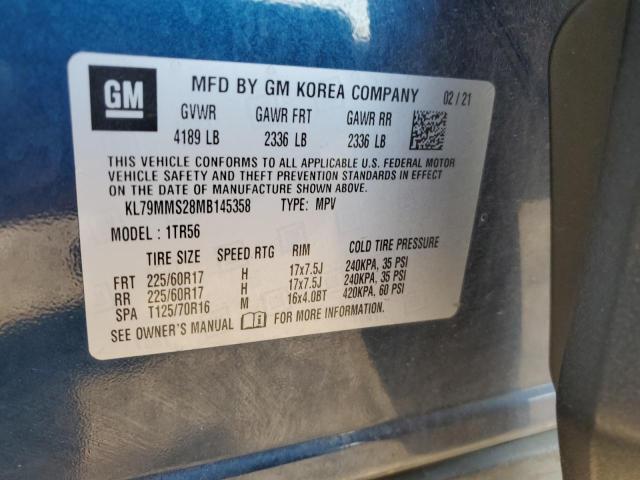 GM
MFD BY GM KOREA COMPANY 02/21
GVWR GAWR FRT GAWR RR
4189 LB 2336 LB 2336 LB
THIS VEHICLE CONFORMS TO ALL APPLICABLE U.S. FEDERAL MOTOR
VEHICLE SAFETY AND THEFT PREVENTION STANDARDS IN EFFECT
ON THE DATE OF MANUFACTURE SHOWN ABOVE.
KL79MMS28MB145358 TYPE: MPV
MODEL : 1TR56
TIRE SIZE SPEED RTG RIM COLD TIRE PRESSURE
FRT 225/60R17 H 17x7.5J 240KPA, 35 PSI
RR 225/60R17 H 17x7.5J 240KPA, 35 PSI
SPA T125/70R16 M 16x4.0BT 420KPA, 60 PSI
SEE OWNER'S MANUAL FOR MORE INFORMATION.